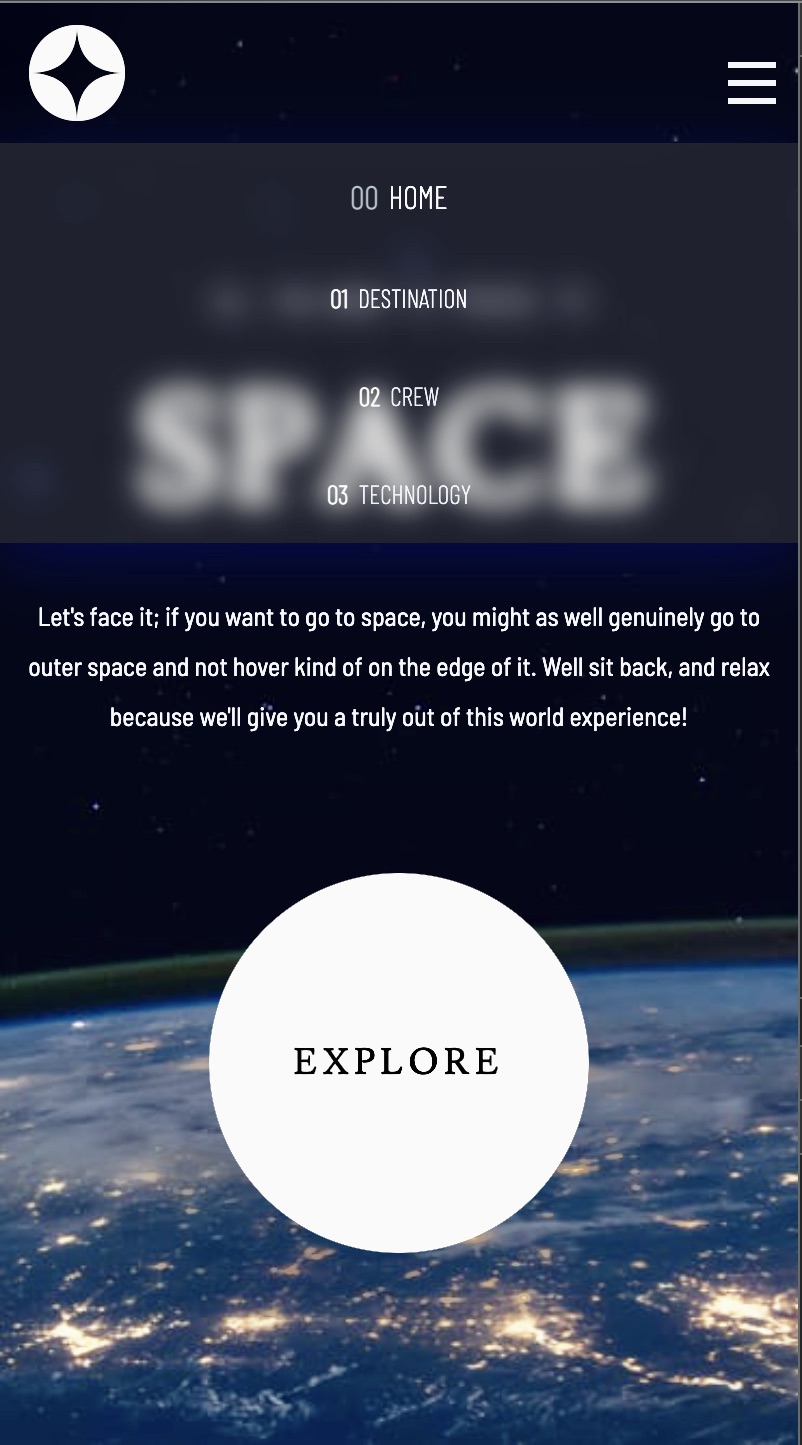 00 HOME
01 DESTINATION
02 CREW
SPACE
03 TECHNOLOGY
Let's face it; if you want to go to space, you might as well genuinely go to
outer space and not hover kind of on the edge of it. Well sit back, and relax
because we'll give you a truly out of this world experience!
EXPLORE